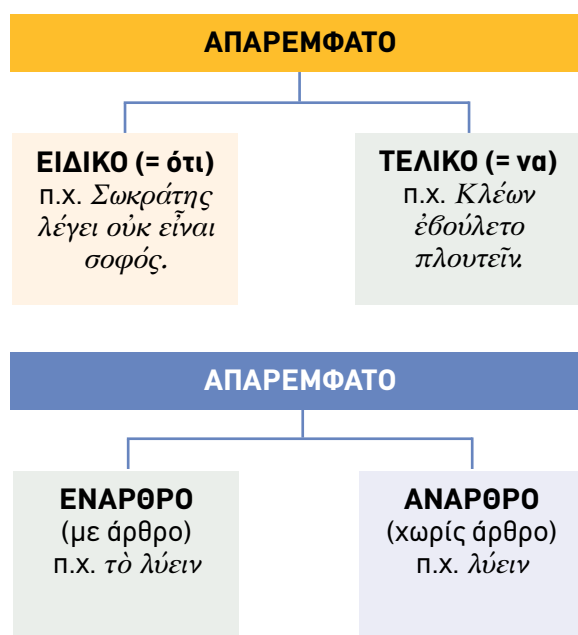 ΑΠΑΡΕΜΦΑΤΟ
ΕΙΔΙΚΟ (= ότι)
π.χ. Σωκράτης
λέγει οὐκ εἶναι
σοφός.
ΤΕΛΙΚΟ (= να)
π.χ. Κλέων
ἐβούλετο
πλουτεῖν.
ΑΠΑΡΕΜΦΑΤΟ
ΕΝΑΡΘΡΟ
(με άρθρο)
π.χ. τὸ λύειν
ΑΝΑΡΘΡΟ
(χωρίς άρθρο)
π.χ. λύειν